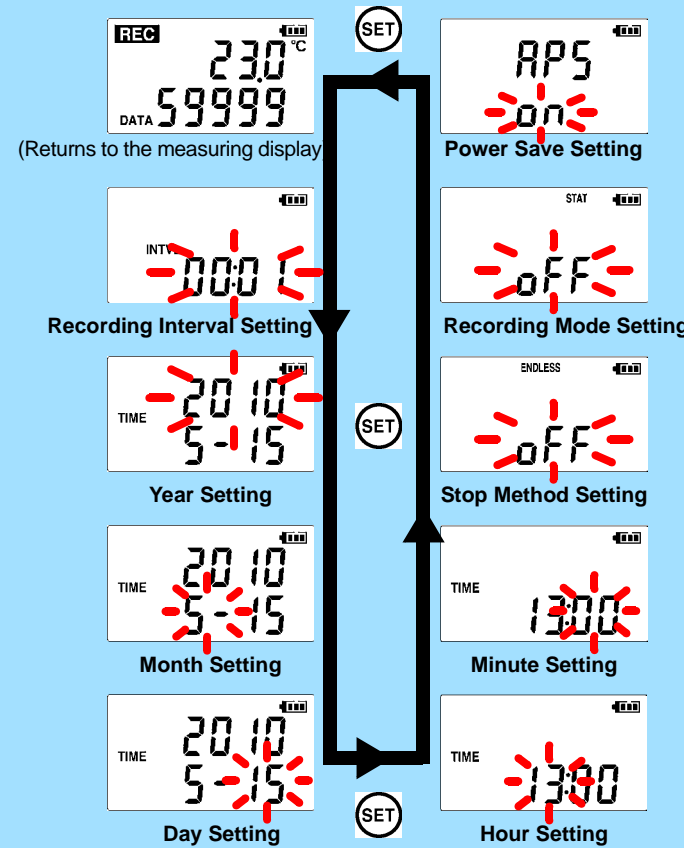 REC
23.0 °C
DATA 59999
(Returns to the measuring display)
SET
APS
on
Power Save Setting
INTVL
00:01
Recording Interval Setting
STAT
oFF
Recording Mode Setting
TIME
2010
5-15
Year Setting
SET
ENDLESS
oFF
Stop Method Setting
TIME
2010
5-15
Month Setting
TIME
13:00
Minute Setting
TIME
2010
5-15
Day Setting
SET
TIME
13:00
Hour Setting